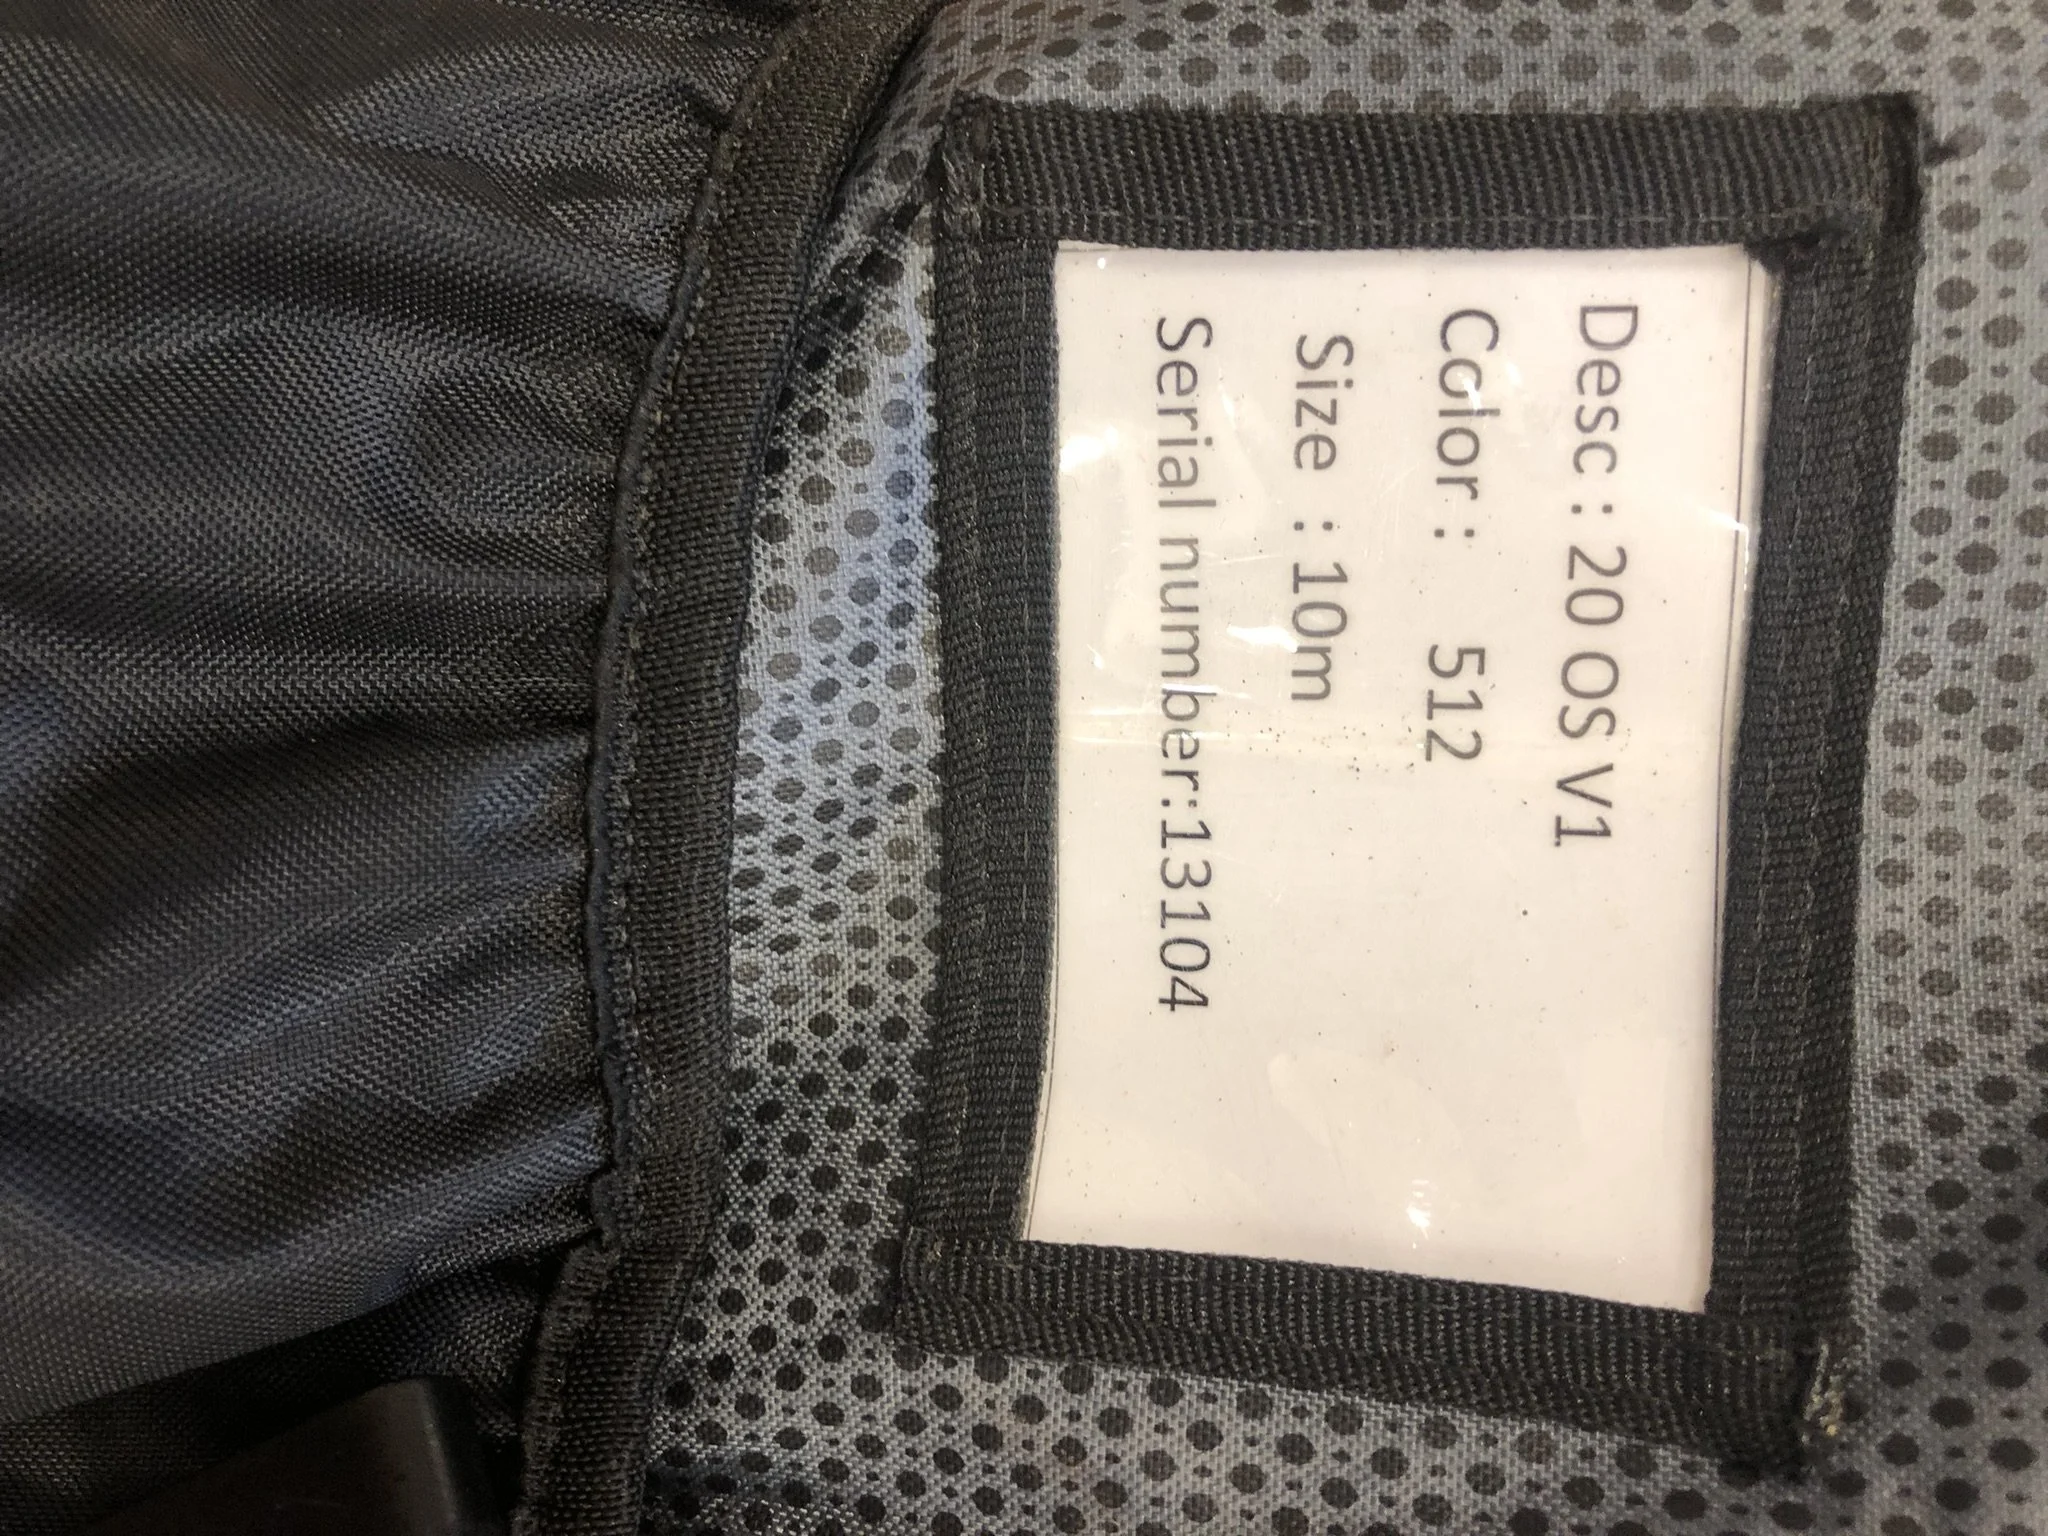 Desc : 20 OS V1
Color : 512
Size : 10m
Serial number:13104